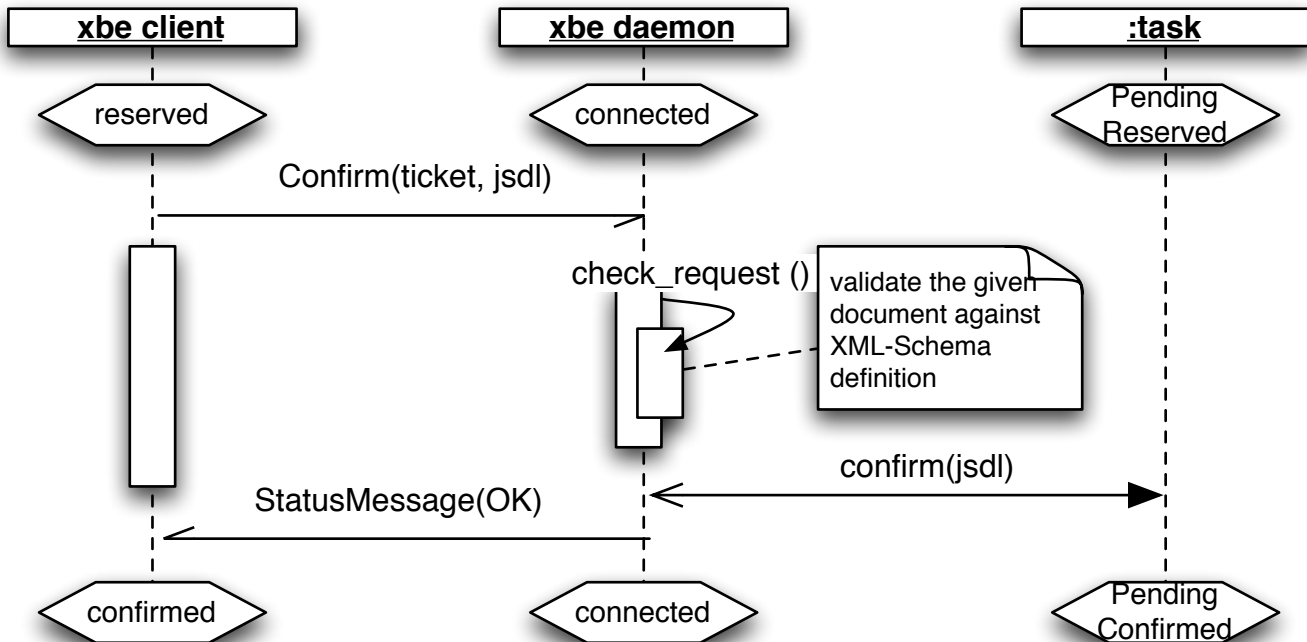 xbe client
xbe daemon
:task
reserved
connected
Pending
Reserved
Confirm(ticket, jsdl)
check_request ()
validate the given
document against
XML-Schema
definition
confirm(jsdl)
StatusMessage(OK)
confirmed
connected
Pending
Confirmed